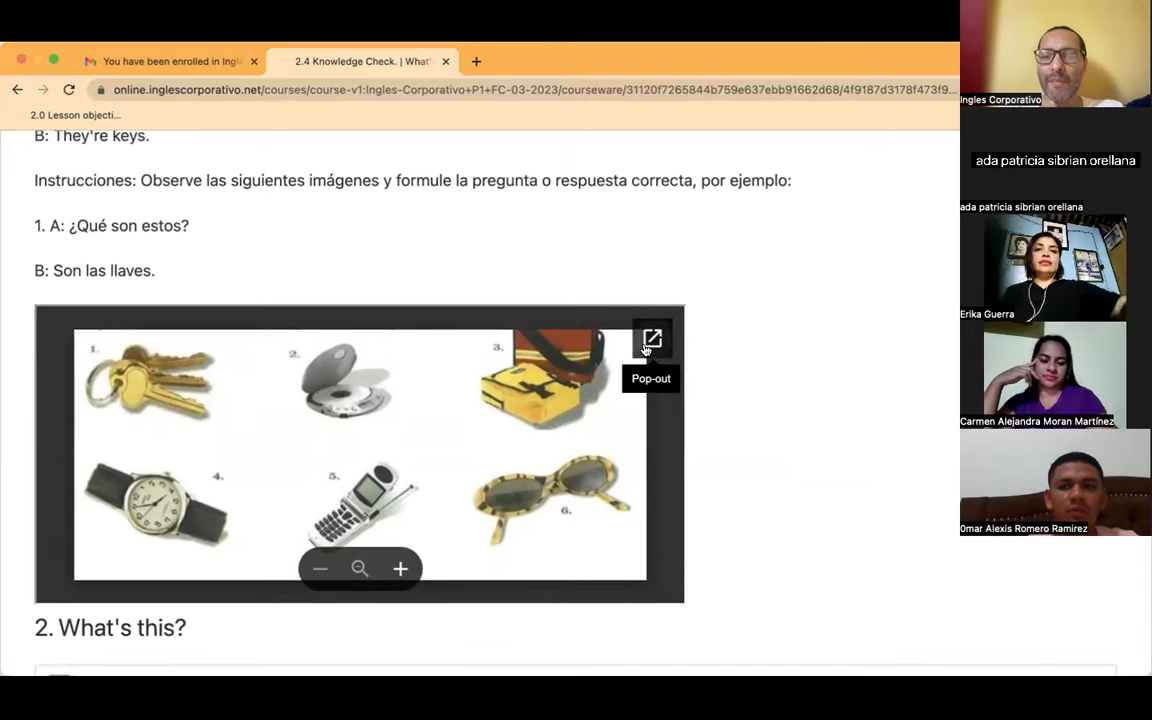 You have been enrolled in Ingl
2.4 Knowledge Check. | What'
online.inglescorporativo.net/courses/course-v1:Ingles-Corporativo+P1+FC-03-2023/courseware/31120f7265844b759e637ebb91662d68/4f9187d3178f473f9...
2.0 Lesson objecti...
B: They're keys.
Instrucciones: Observe las siguientes imágenes y formule la pregunta o respuesta correcta, por ejemplo:
1. A: ¿Qué son estos?
B: Son las llaves.
1.
2.
3.
Pop-out
4.
5.
6.
2. What's this?
Ingles Corporativo
ada patricia sibrian orellana
ada patricia sibrian orellana
Erika Guerra
Carmen Alejandra Moran Martínez
Omar Alexis Romero Ramirez